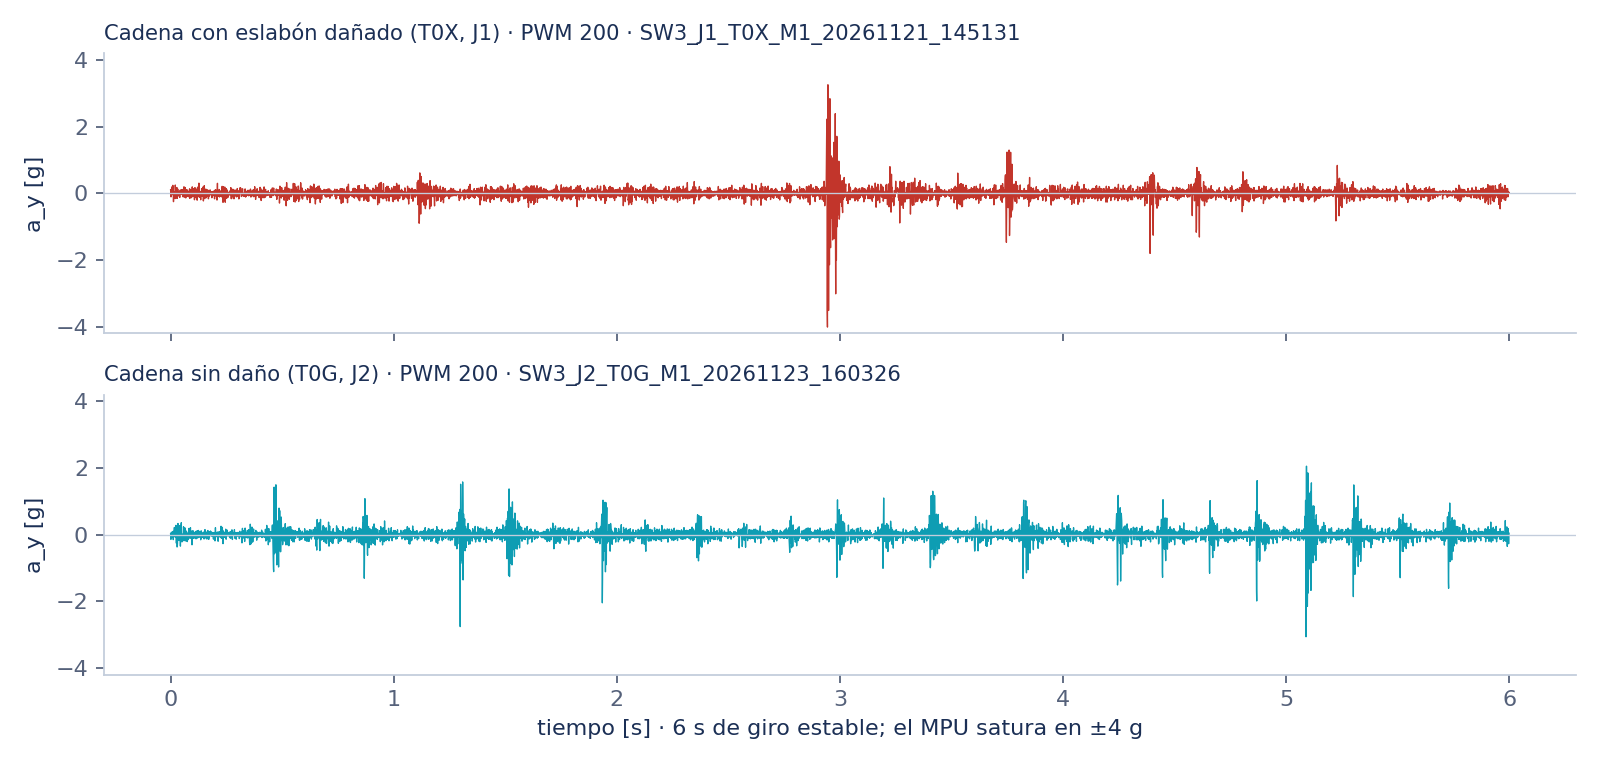 Cadena con eslabón dañado (T0X, J1) · PWM 200 · SW3_J1_T0X_M1_20261121_145131
4
2
0
−2
−4
a_y [g]
Cadena sin daño (T0G, J2) · PWM 200 · SW3_J2_T0G_M1_20261123_160326
4
2
0
−2
−4
a_y [g]
0 1 2 3 4 5 6
tiempo [s] · 6 s de giro estable; el MPU satura en ±4 g